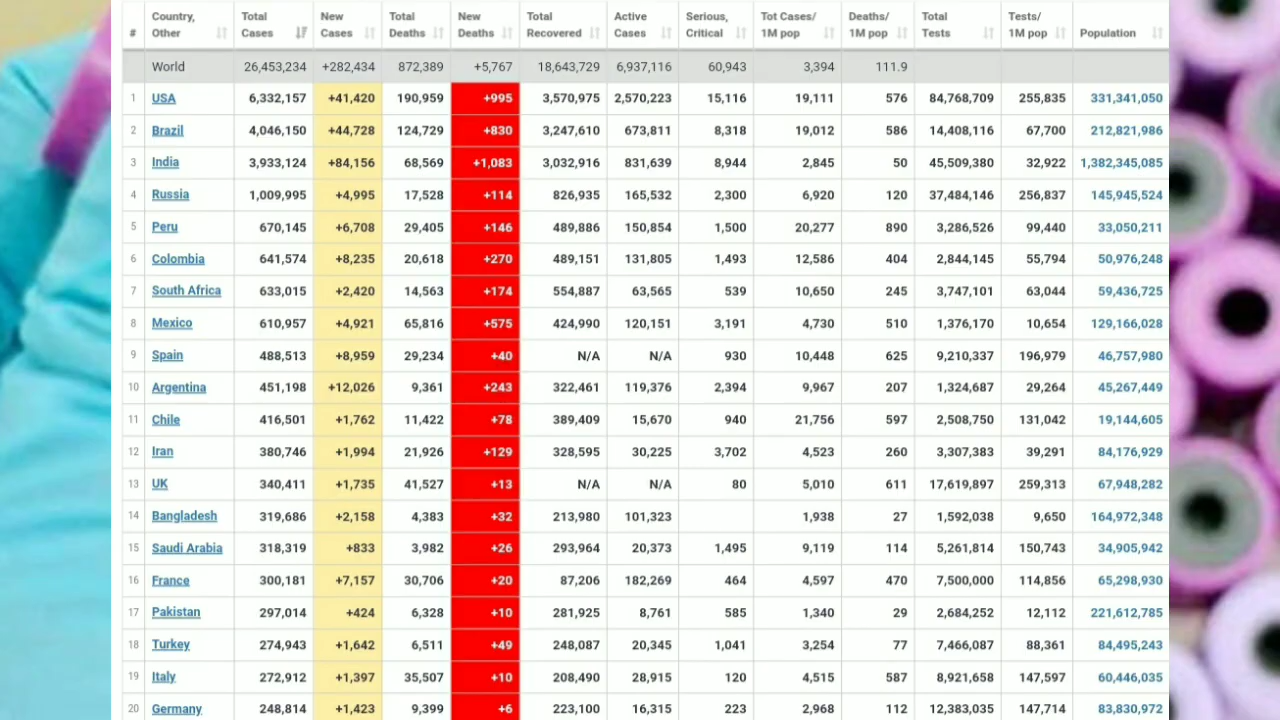 # Country, Other Total Cases New Cases Total Deaths New Deaths Total Recovered Active Cases Serious, Critical Tot Cases/ 1M pop Deaths/ 1M pop Total Tests Tests/ 1M pop Population
World 26,453,234 +282,434 872,389 +5,767 18,643,729 6,937,116 60,943 3,394 111.9
1 USA 6,332,157 +41,420 190,959 +995 3,570,975 2,570,223 15,116 19,111 576 84,768,709 255,835 331,341,050
2 Brazil 4,046,150 +44,728 124,729 +830 3,247,610 673,811 8,318 19,012 586 14,408,116 67,700 212,821,986
3 India 3,933,124 +84,156 68,569 +1,083 3,032,916 831,639 8,944 2,845 50 45,509,380 32,922 1,382,345,085
4 Russia 1,009,995 +4,995 17,528 +114 826,935 165,532 2,300 6,920 120 37,484,146 256,837 145,945,524
5 Peru 670,145 +6,708 29,405 +146 489,886 150,854 1,500 20,277 890 3,286,526 99,440 33,050,211
6 Colombia 641,574 +8,235 20,618 +270 489,151 131,805 1,493 12,586 404 2,844,145 55,794 50,976,248
7 South Africa 633,015 +2,420 14,563 +174 554,887 63,565 539 10,650 245 3,747,101 63,044 59,436,725
8 Mexico 610,957 +4,921 65,816 +575 424,990 120,151 3,191 4,730 510 1,376,170 10,654 129,166,028
9 Spain 488,513 +8,959 29,234 +40 N/A N/A 930 10,448 625 9,210,337 196,979 46,757,980
10 Argentina 451,198 +12,026 9,361 +243 322,461 119,376 2,394 9,967 207 1,324,687 29,264 45,267,449
11 Chile 416,501 +1,762 11,422 +78 389,409 15,670 940 21,756 597 2,508,750 131,042 19,144,605
12 Iran 380,746 +1,994 21,926 +129 328,595 30,225 3,702 4,523 260 3,307,383 39,291 84,176,929
13 UK 340,411 +1,735 41,527 +13 N/A N/A 80 5,010 611 17,619,897 259,313 67,948,282
14 Bangladesh 319,686 +2,158 4,383 +32 213,980 101,323 1,938 27 1,592,038 9,650 164,972,348
15 Saudi Arabia 318,319 +833 3,982 +26 293,964 20,373 1,495 9,119 114 5,261,814 150,743 34,905,942
16 France 300,181 +7,157 30,706 +20 87,206 182,269 464 4,597 470 7,500,000 114,856 65,298,930
17 Pakistan 297,014 +424 6,328 +10 281,925 8,761 585 1,340 29 2,684,252 12,112 221,612,785
18 Turkey 274,943 +1,642 6,511 +49 248,087 20,345 1,041 3,254 77 7,466,087 88,361 84,495,243
19 Italy 272,912 +1,397 35,507 +10 208,490 28,915 120 4,515 587 8,921,658 147,597 60,446,035
20 Germany 248,814 +1,423 9,399 +6 223,100 16,315 223 2,968 112 12,383,035 147,714 83,830,972